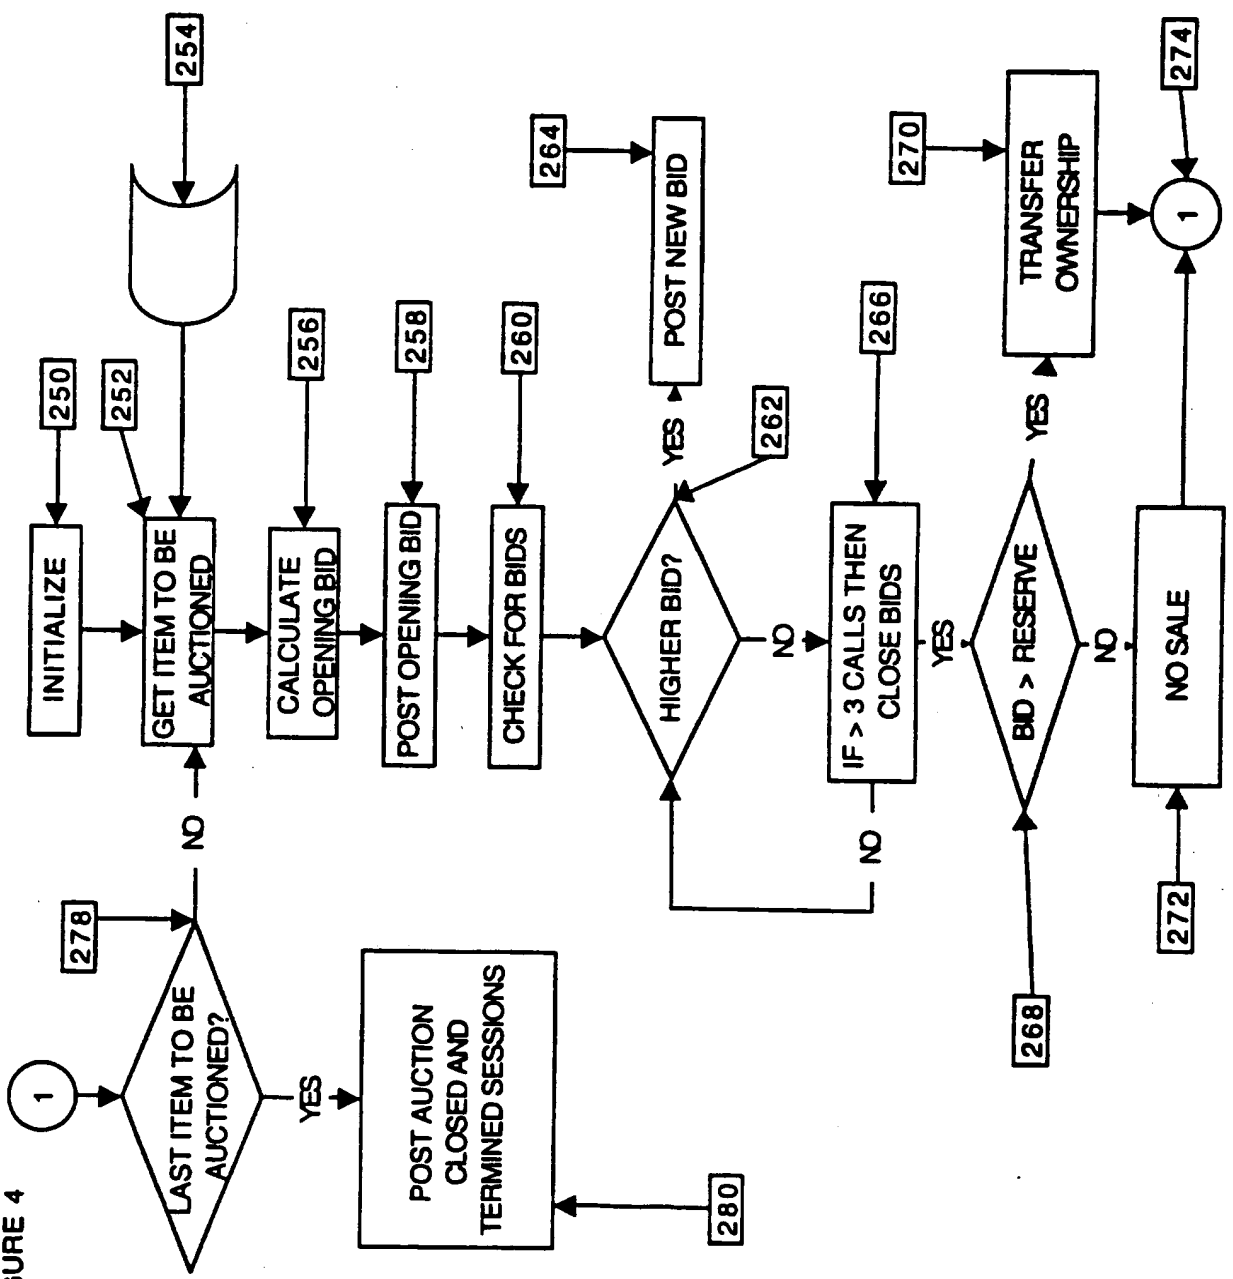 GURE 4
1
278
LAST ITEM TO BE
AUCTIONED?
NO
YES
POST AUCTION
CLOSED AND
TERMINED SESSIONS
280
INITIALIZE
250
252
GET ITEM TO BE
AUCTIONED
254
CALCULATE
OPENING BID
256
POST OPENING BID
258
CHECK FOR BIDS
260
HIGHER BID?
262
YES
POST NEW BID
264
NO
IF > 3 CALLS THEN
CLOSE BIDS
266
NO
YES
BID > RESERVE
268
YES
TRANSFER
OWNERSHIP
270
NO
NO SALE
272
1
274